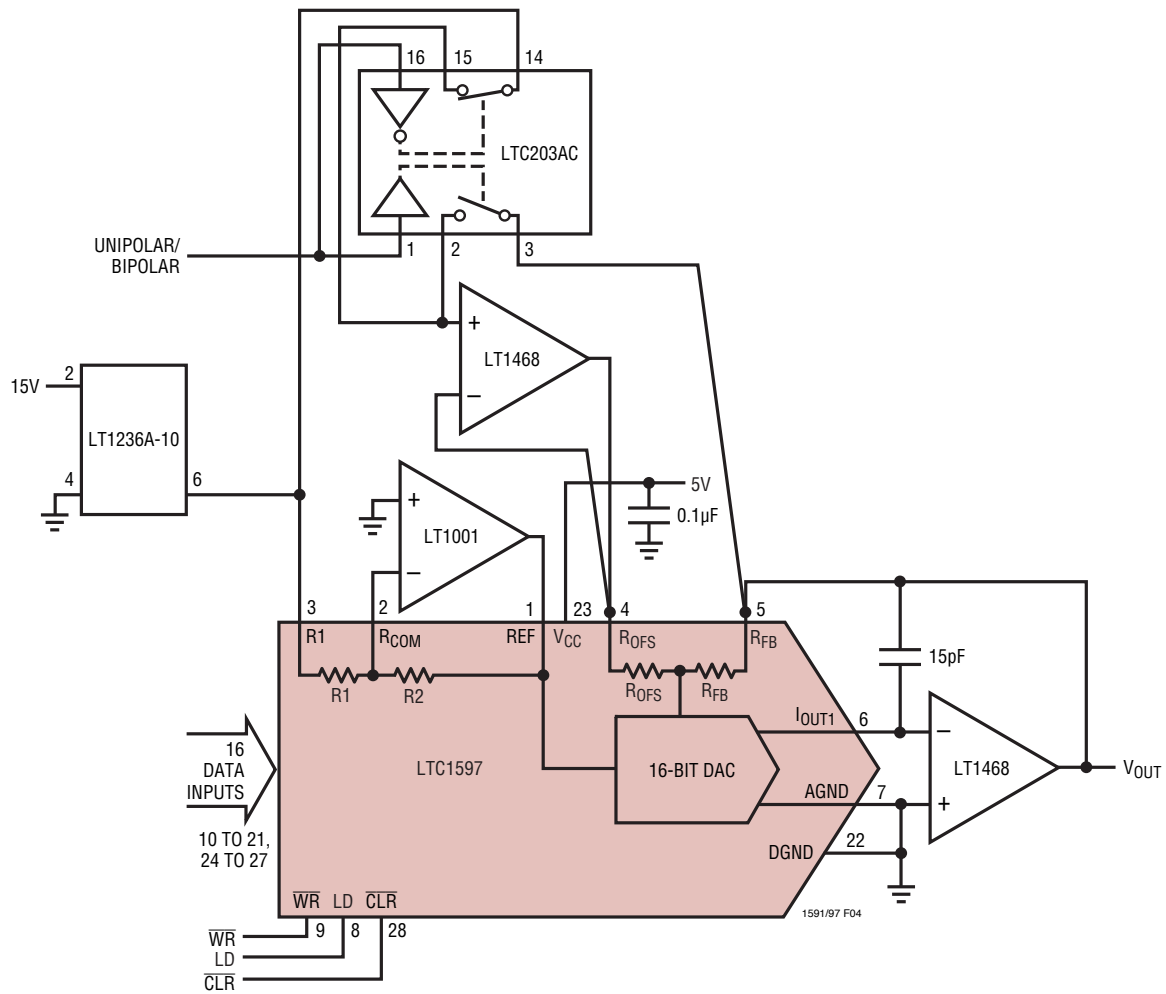 16
15
14
LTC203AC
UNIPOLAR/
BIPOLAR
1
2
3
+
LT1468
–
15V
2
LT1236A-10
4
6
+
LT1001
–
5V
0.1µF
3
2
1
23
4
5
R1
RCOM
REF
VCC
ROFS
RFB
R1
R2
ROFS
RFB
15pF
IOUT1
6
–
16
DATA
INPUTS
LTC1597
16-BIT DAC
LT1468
VOUT
AGND
7
+
10 TO 21,
24 TO 27
DGND
22
WR
LD
CLR
1591/97 F04
9
8
28
WR
LD
CLR